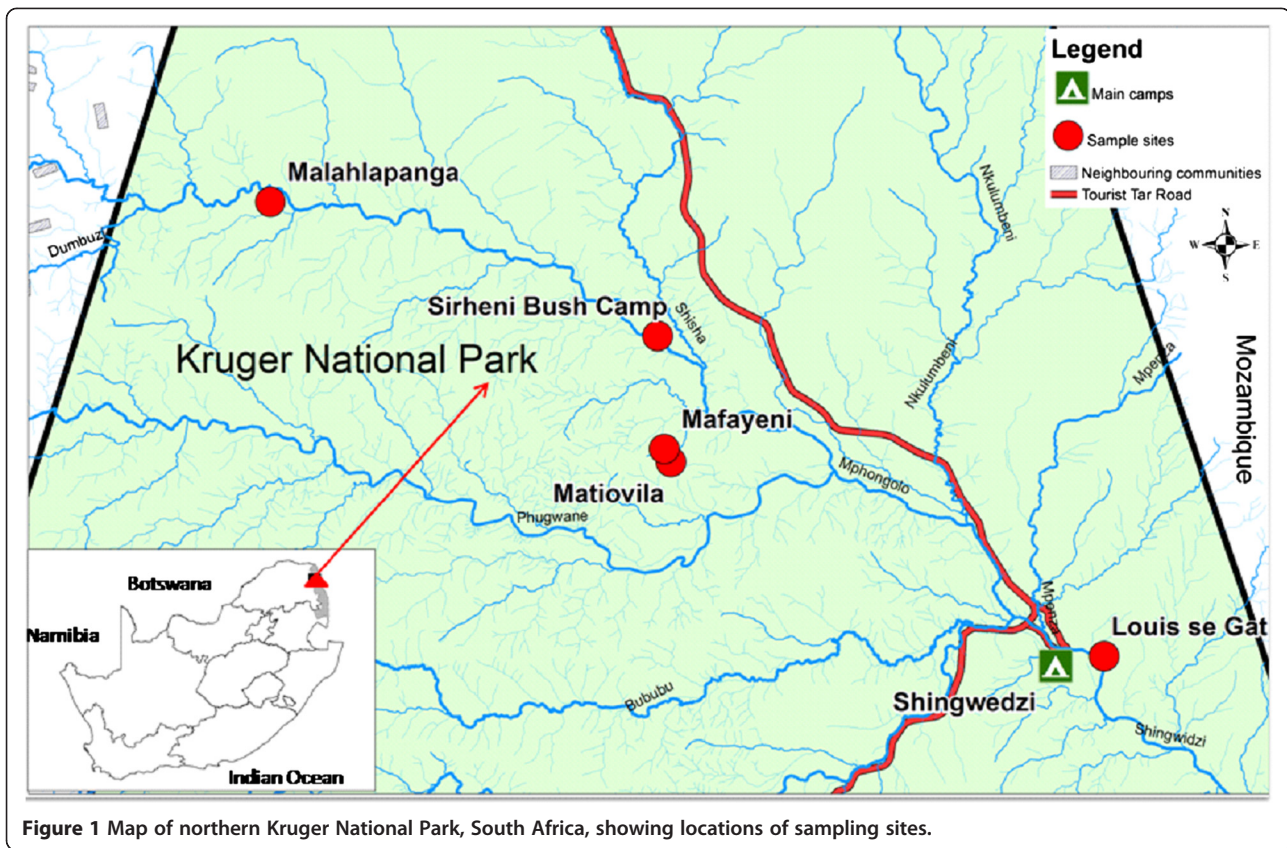 Legend
Main camps
Sample sites
Neighbouring communities
Tourist Tar Road
N
W
E
S
Malahlapanga
Dumbuzi
Nkulumbeni
Sirheni Bush Camp
Shisha
Kruger National Park
Nkulumbeni
Mpenza
Mozambique
Mafayeni
Mphongolo
Matiovila
Phugwane
Botswana
Namibia
Mpenza
Louis se Gat
Shingwedzi
Bububu
Shingwidzi
Indian Ocean
Figure 1 Map of northern Kruger National Park, South Africa, showing locations of sampling sites.